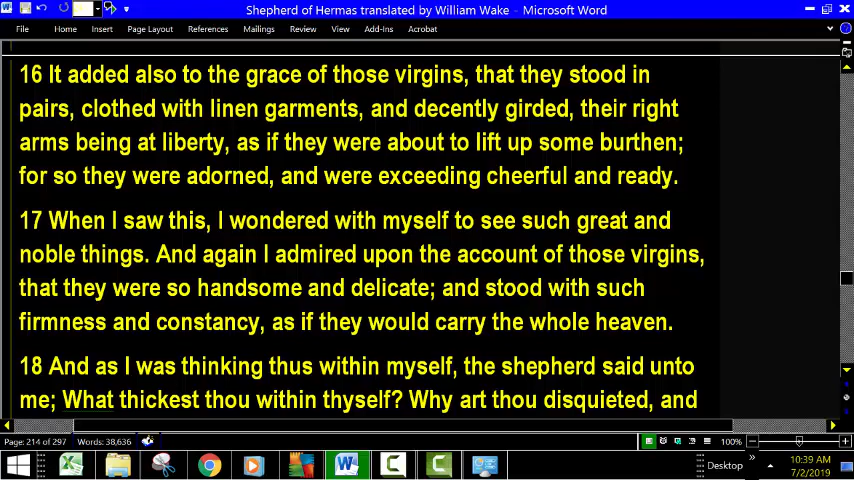 Shepherd of Hermas translated by William Wake - Microsoft Word
File Home Insert Page Layout References Mailings Review View Add-Ins Acrobat
16 It added also to the grace of those virgins, that they stood in
pairs, clothed with linen garments, and decently girded, their right
arms being at liberty, as if they were about to lift up some burthen;
for so they were adorned, and were exceeding cheerful and ready.
17 When I saw this, I wondered with myself to see such great and
noble things. And again I admired upon the account of those virgins,
that they were so handsome and delicate; and stood with such
firmness and constancy, as if they would carry the whole heaven.
18 And as I was thinking thus within myself, the shepherd said unto
me; What thickest thou within thyself? Why art thou disquieted, and
Page: 214 of 297 Words: 38,636 100%
Desktop 10:39 AM
7/2/2019